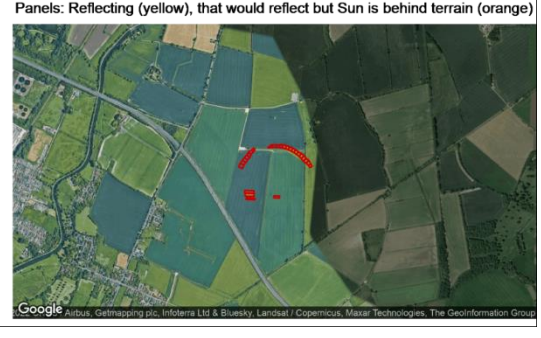 Panels: Reflecting (yellow), that would reflect but Sun is behind terrain (orange)
Google
Airbus, Getmapping plc, Infoterra Ltd & Bluesky, Landsat / Copernicus, Maxar Technologies, The GeoInformation Group